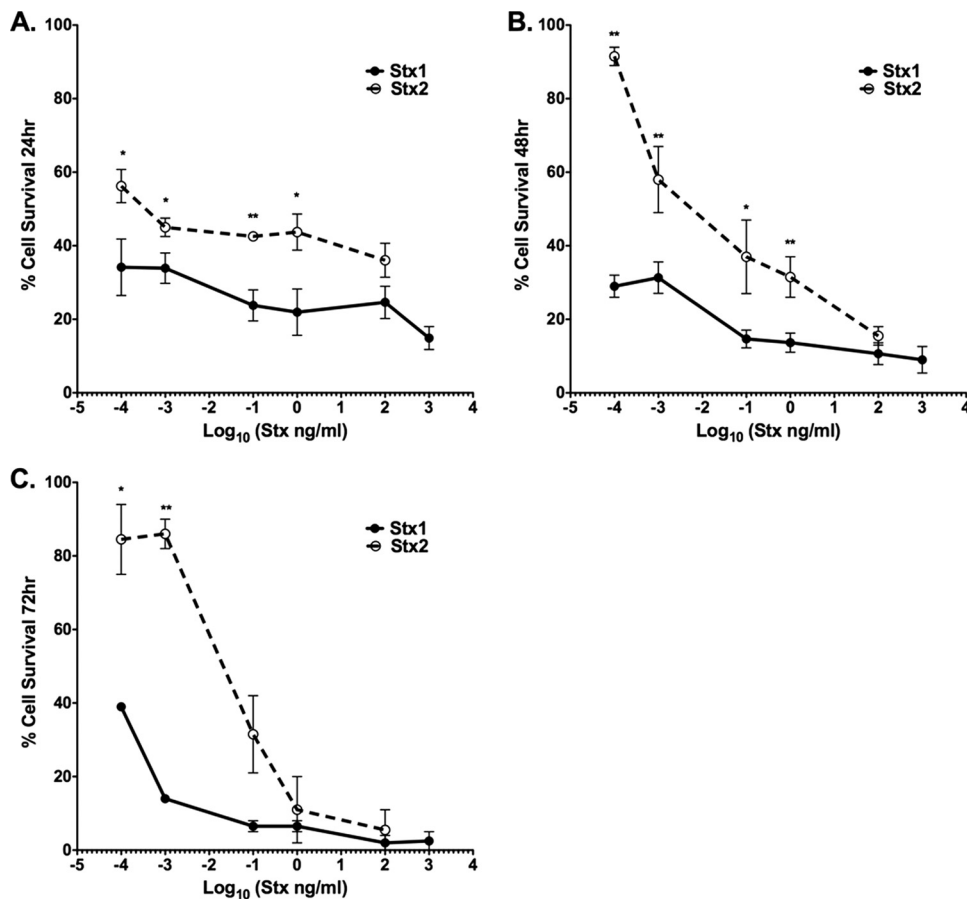 A.
% Cell Survival 24hr
100
80
60
40
20
0
* * ** *
Stx1
Stx2
-5 -4 -3 -2 -1 0 1 2 3 4
Log10 (Stx ng/ml)
B.
% Cell Survival 48hr
100
80
60
40
20
0
** ** * **
Stx1
Stx2
-5 -4 -3 -2 -1 0 1 2 3 4
Log10 (Stx ng/ml)
C.
% Cell Survival 72hr
100
80
60
40
20
0
* **
Stx1
Stx2
-5 -4 -3 -2 -1 0 1 2 3 4
Log10 (Stx ng/ml)